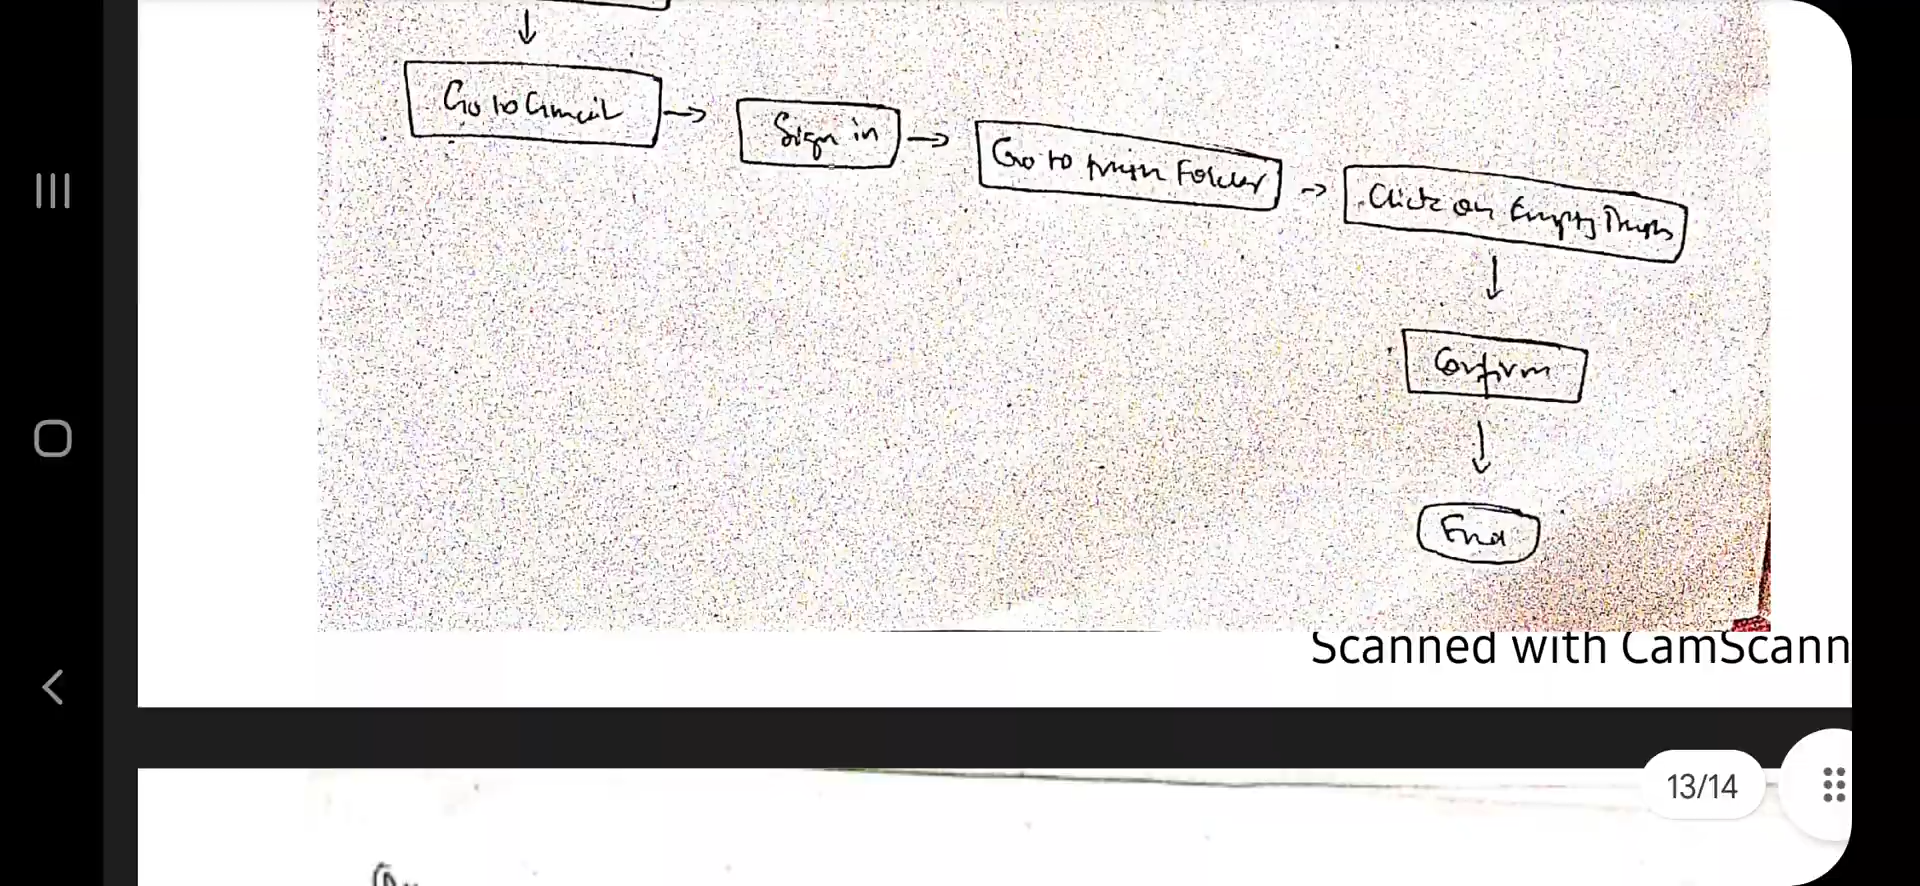 Go to Gmail
Sign in
Go to trash Folder
Click on Empty Trash
Confirm
End
Scanned with CamScann
13/14